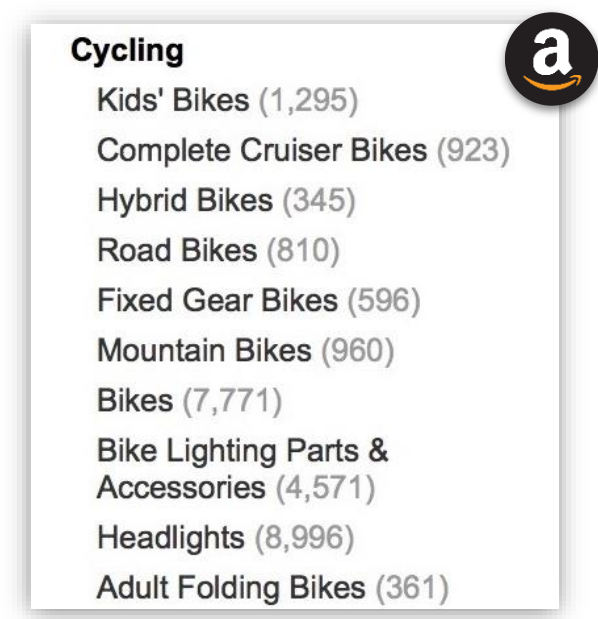 a
Cycling
Kids' Bikes (1,295)
Complete Cruiser Bikes (923)
Hybrid Bikes (345)
Road Bikes (810)
Fixed Gear Bikes (596)
Mountain Bikes (960)
Bikes (7,771)
Bike Lighting Parts &
Accessories (4,571)
Headlights (8,996)
Adult Folding Bikes (361)